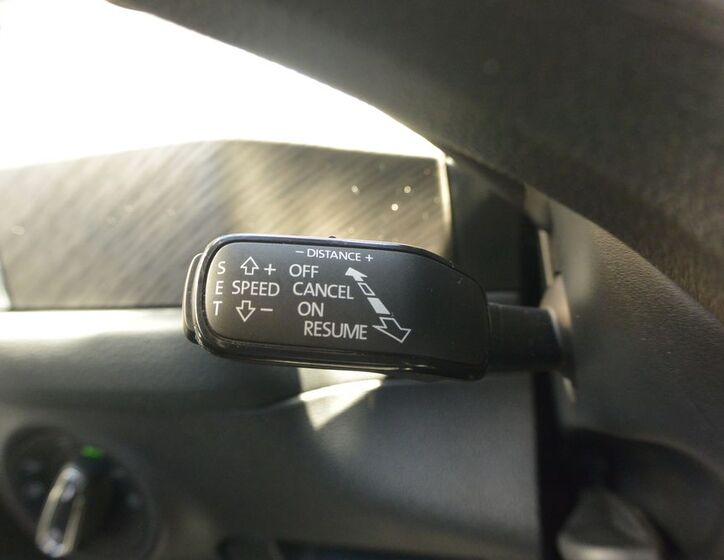 − DISTANCE +
S + OFF
E SPEED CANCEL
T − ON
RESUME